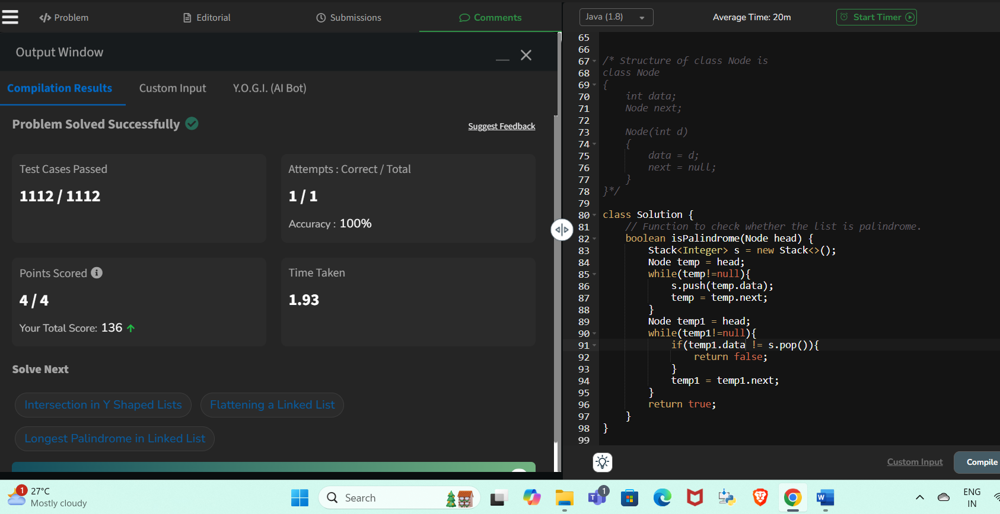 Problem
Editorial
Submissions
Comments
Output Window
Compilation Results
Custom Input
Y.O.G.I. (AI Bot)
Problem Solved Successfully
Suggest Feedback
Test Cases Passed
1112 / 1112
Attempts : Correct / Total
1 / 1
Accuracy : 100%
Points Scored
4 / 4
Your Total Score: 136
Time Taken
1.93
Solve Next
Intersection in Y Shaped Lists
Flattening a Linked List
Longest Palindrome in Linked List
Java (1.8)
Average Time: 20m
Start Timer
65
66
67 /* Structure of class Node is
68 class Node
69 {
70     int data;
71     Node next;
72
73     Node(int d)
74     {
75         data = d;
76         next = null;
77     }
78 }*/
79
80 class Solution {
81     // Function to check whether the list is palindrome.
82     boolean isPalindrome(Node head) {
83         Stack<Integer> s = new Stack<>();
84         Node temp = head;
85         while(temp!=null){
86             s.push(temp.data);
87             temp = temp.next;
88         }
89         Node temp1 = head;
90         while(temp1!=null){
91             if(temp1.data != s.pop()){
92                 return false;
93             }
94             temp1 = temp1.next;
95         }
96         return true;
97     }
98 }
99
Custom Input
Compile
1
27°C
Mostly cloudy
Search
1
ENG
IN